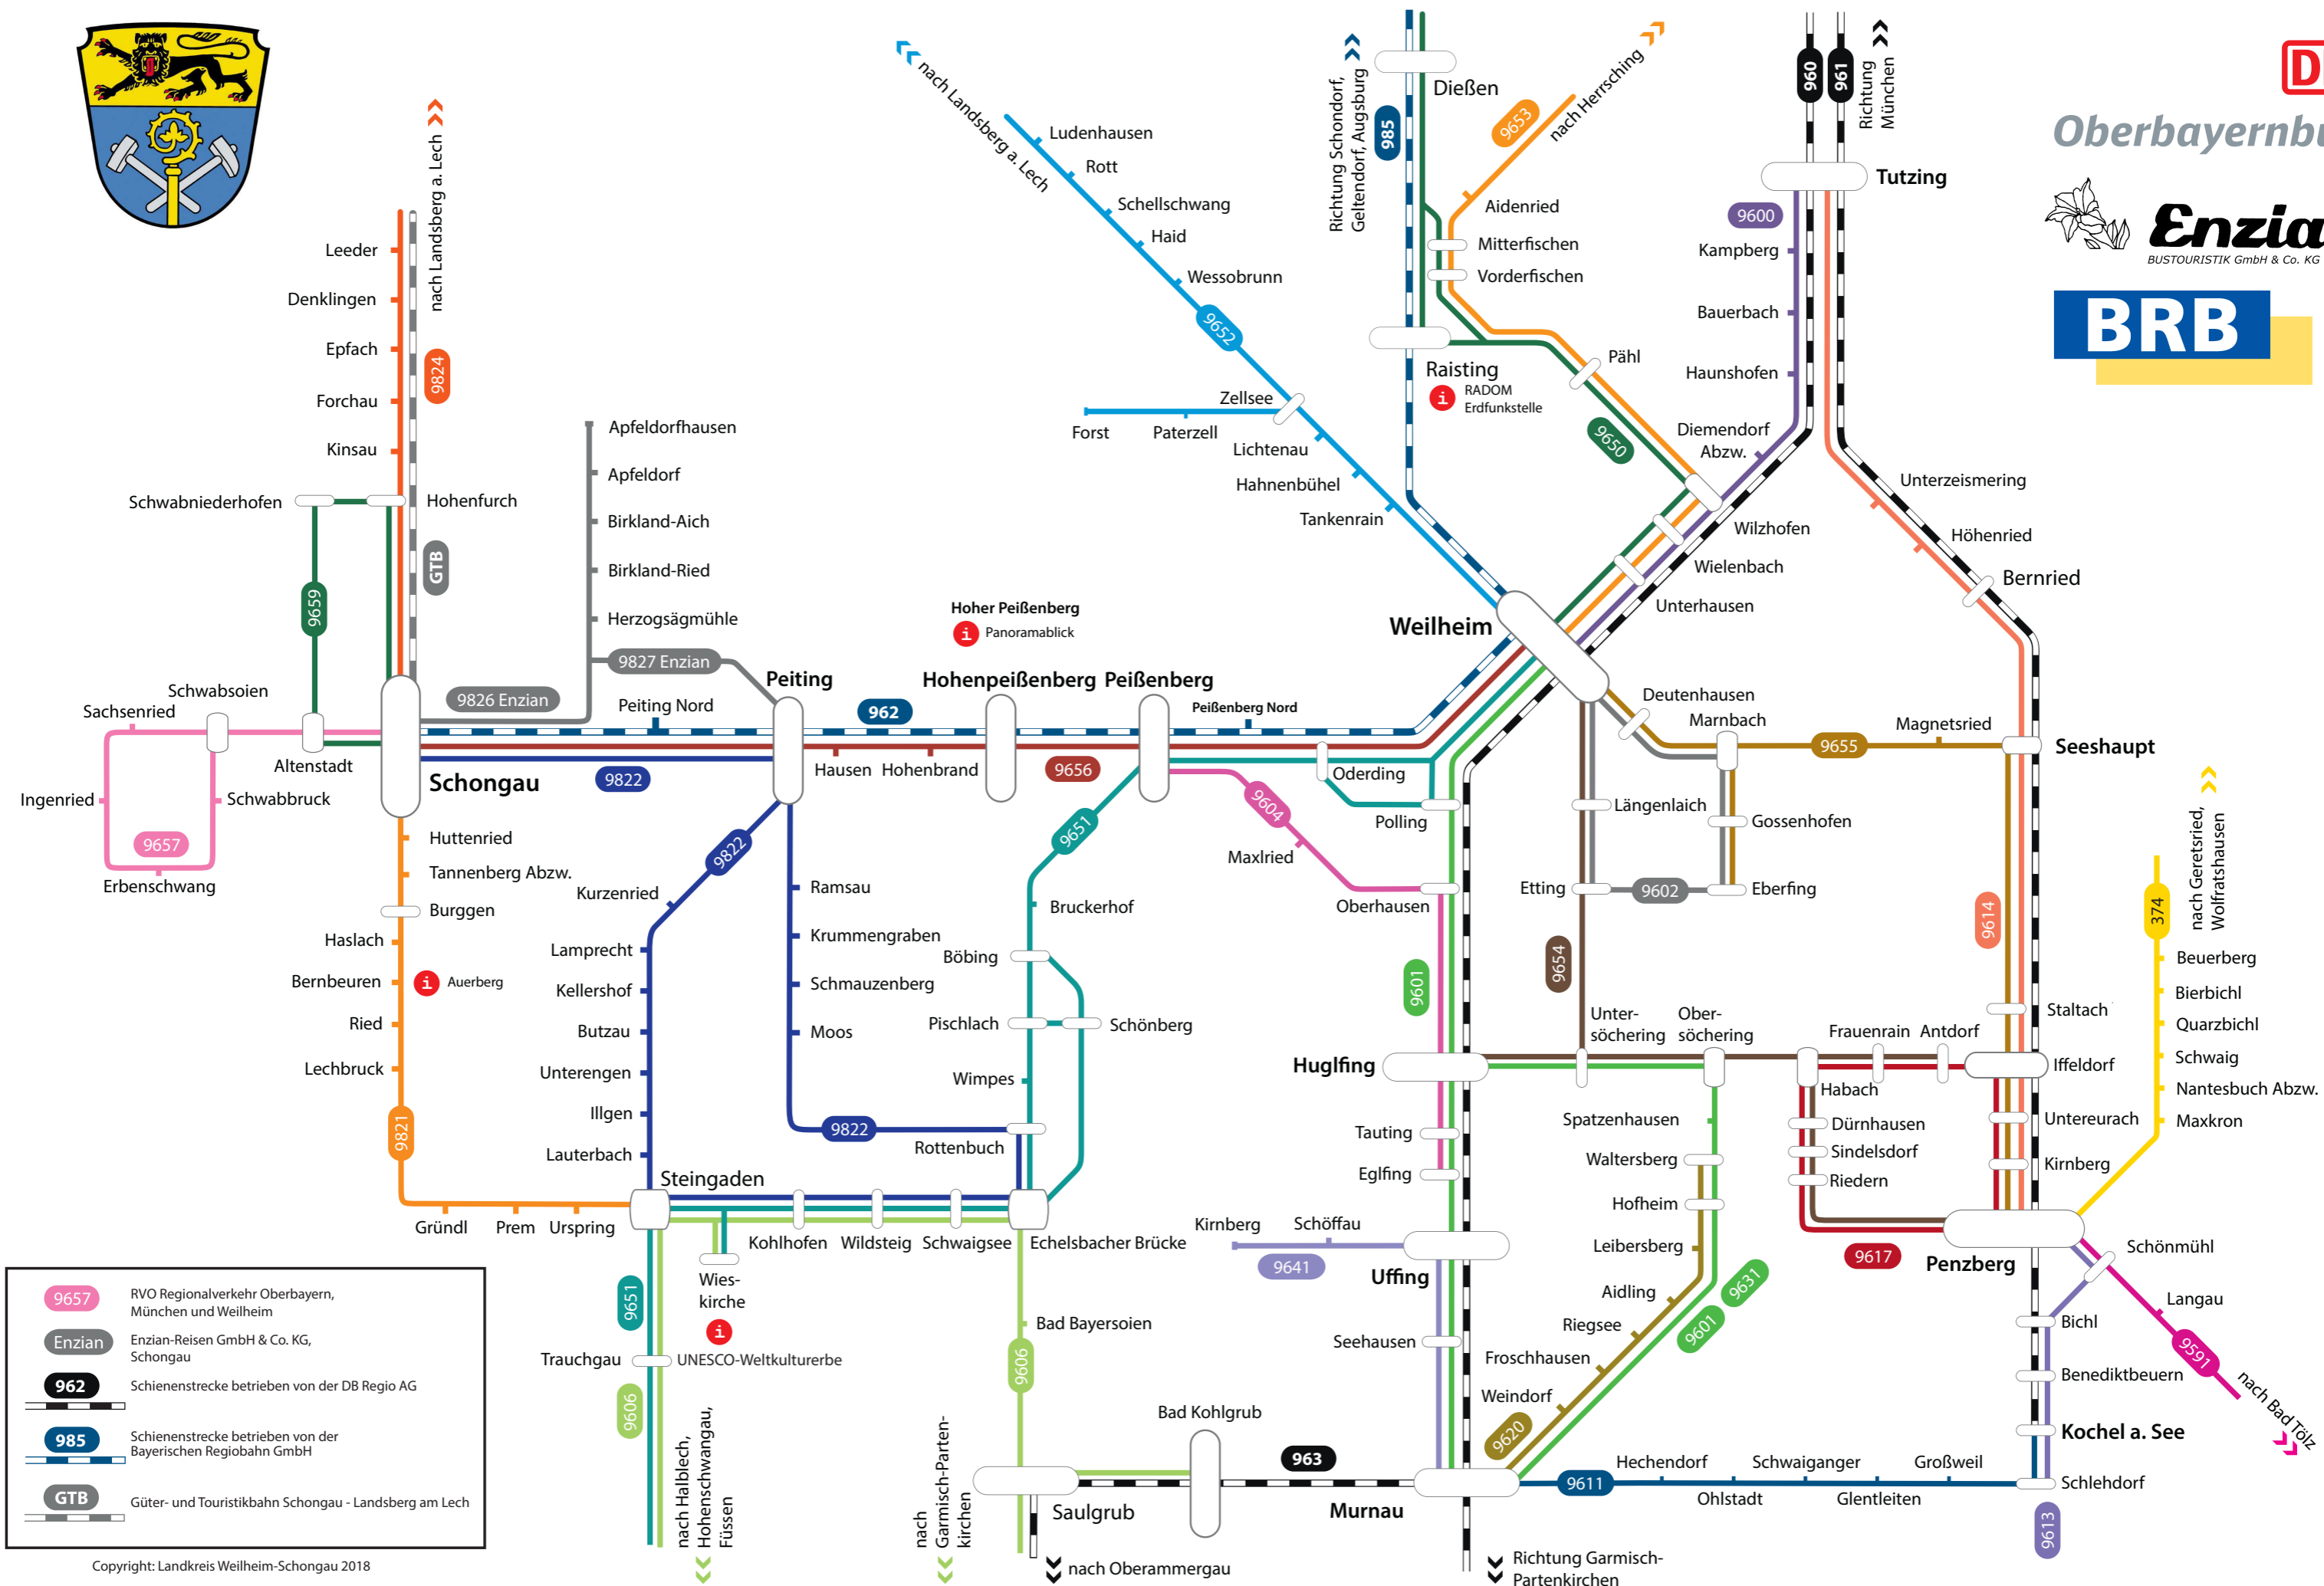 nach Landsberg a. Lech
Leeder
Denklingen
Epfach
Forchau
Kinsau
9824
GTB
Schwabniederhofen
Hohenfurch
9659
Apfeldorfhausen
Apfeldorf
Birkland-Aich
Birkland-Ried
Herzogsägmühle
9827 Enzian
9826 Enzian
Schwabsoien
Sachsenried
Altenstadt
Ingenried
Schwabbruck
9657
Erbenschwang
Schongau
Peiting Nord
9822
Peiting
962
Hausen
Hohenbrand
Hoher Peißenberg
i
Panoramablick
Hohenpeißenberg
9656
Peißenberg
Peißenberg Nord
Oderding
Polling
9604
Maxlried
Oberhausen
nach Landsberg a. Lech
Ludenhausen
Rott
Schellschwang
Haid
Wessobrunn
9652
Zellsee
Forst
Paterzell
Lichtenau
Hahnenbühel
Tankenrain
Richtung Schondorf,
Geltendorf, Augsburg
985
Dießen
9653
nach Herrsching
Aidenried
Mitterfischen
Vorderfischen
Raisting
i
RADOM
Erdfunkstelle
Pähl
9650
960
961
Richtung
München
Tutzing
9600
Kampberg
Bauerbach
Haunshofen
Diemendorf
Abzw.
Wilzhofen
Wielenbach
Unterhausen
Weilheim
Unterzeismering
Höhenried
Bernried
D
Oberbayernbu
Enzia
BUSTOURISTIK GmbH & Co. KG
BRB
Deutenhausen
Marnbach
Magnetsried
9655
Seeshaupt
Längenlaich
Gossenhofen
Etting
9602
Eberfing
9654
9614
374
nach Geretsried,
Wolfratshausen
Beuerberg
Bierbichl
Quarzbichl
Schwaig
Nantesbuch Abzw.
Maxkron
Staltach
Iffeldorf
Untereurach
Kirnberg
Huttenried
Tannenberg Abzw.
Burggen
Haslach
Bernbeuren
i
Auerberg
Ried
Lechbruck
9821
Gründl
Prem
Urspring
9822
Kurzenried
Lamprecht
Kellershof
Butzau
Unterengen
Illgen
Lauterbach
Steingaden
Ramsau
Krummengraben
Schmauzenberg
Moos
9822
Rottenbuch
9651
Bruckerhof
Böbing
Pischlach
Schönberg
Wimpes
Kohlhofen
Wildsteig
Schwaigsee
Echelsbacher Brücke
Wies-
kirche
i
UNESCO-Weltkulturerbe
9651
Trauchgau
9606
nach Halblech,
Hohenschwangau,
Füssen
Bad Bayersoien
9606
nach
Garmisch-Parten-
kirchen
Saulgrub
nach Oberammergau
Bad Kohlgrub
963
Murnau
Richtung Garmisch-
Partenkirchen
9601
Huglfing
Tauting
Eglfing
Kirnberg
Schöffau
9641
Uffing
Seehausen
Unter-
söchering
Ober-
söchering
Frauenrain
Antdorf
Habach
Dürnhausen
Sindelsdorf
Riedern
9617
Penzberg
Spatzenhausen
Waltersberg
Hofheim
Leibersberg
Aidling
Riegsee
Froschhausen
Weindorf
9631
9601
9620
Schönmühl
Langau
9591
nach Bad Tölz
Bichl
Benediktbeuern
Kochel a. See
Schlehdorf
9613
9611
Hechendorf
Ohlstadt
Schwaiganger
Glentleiten
Großweil
9657
RVO Regionalverkehr Oberbayern,
München und Weilheim
Enzian
Enzian-Reisen GmbH & Co. KG,
Schongau
962
Schienenstrecke betrieben von der DB Regio AG
985
Schienenstrecke betrieben von der
Bayerischen Regiobahn GmbH
GTB
Güter- und Touristikbahn Schongau - Landsberg am Lech
Copyright: Landkreis Weilheim-Schongau 2018